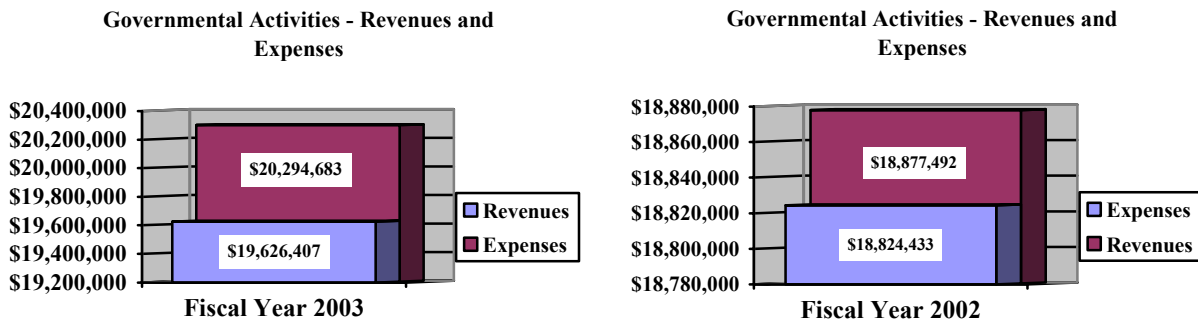 Governmental Activities - Revenues and
Expenses
$20,400,000
$20,200,000
$20,000,000
$19,800,000
$19,600,000
$19,400,000
$19,200,000
$20,294,683
$19,626,407
Revenues
Expenses
Fiscal Year 2003
Governmental Activities - Revenues and
Expenses
$18,880,000
$18,860,000
$18,840,000
$18,820,000
$18,800,000
$18,780,000
$18,877,492
$18,824,433
Expenses
Revenues
Fiscal Year 2002